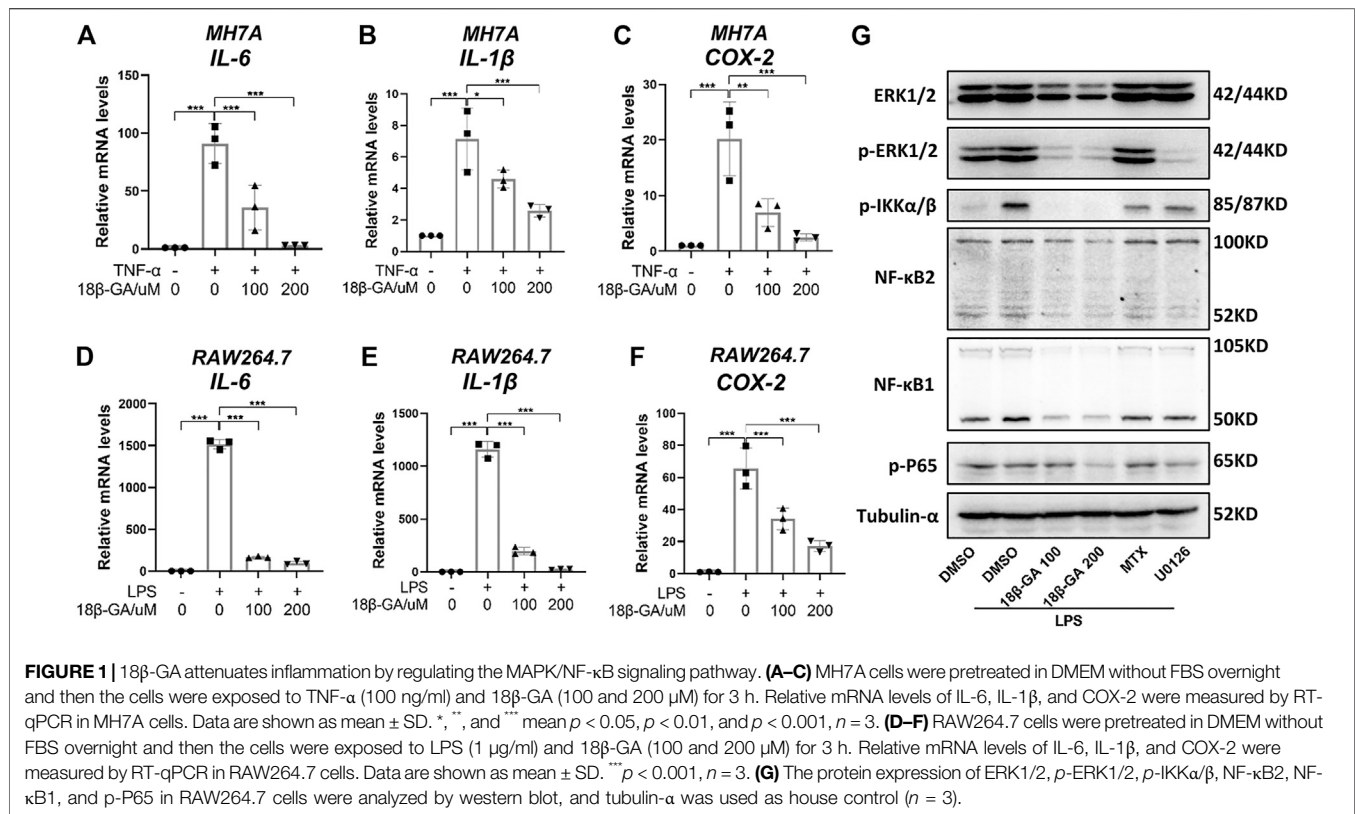 A
MH7A
IL-6
Relative mRNA levels
150
100
50
0
*** *** ***
TNF-α - + + +
18β-GA/uM 0 0 100 200
B
MH7A
IL-1β
Relative mRNA levels
10
8
6
4
2
0
*** * ***
TNF-α - + + +
18β-GA/uM 0 0 100 200
C
MH7A
COX-2
Relative mRNA levels
30
20
10
0
*** ** ***
TNF-α - + + +
18β-GA/uM 0 0 100 200
D
RAW264.7
IL-6
Relative mRNA levels
2000
1500
1000
500
0
*** *** ***
LPS - + + +
18β-GA/uM 0 0 100 200
E
RAW264.7
IL-1β
Relative mRNA levels
1500
1000
500
0
*** *** ***
LPS - + + +
18β-GA/uM 0 0 100 200
F
RAW264.7
COX-2
Relative mRNA levels
100
80
60
40
20
0
*** *** ***
LPS - + + +
18β-GA/uM 0 0 100 200
G
ERK1/2 42/44KD
p-ERK1/2 42/44KD
p-IKKα/β 85/87KD
100KD
NF-κB2
52KD
105KD
NF-κB1
50KD
p-P65 65KD
Tubulin-α 52KD
DMSO DMSO 18β-GA 100 18β-GA 200 MTX U0126
LPS
FIGURE 1 | 18β-GA attenuates inflammation by regulating the MAPK/NF-κB signaling pathway. (A–C) MH7A cells were pretreated in DMEM without FBS overnight
and then the cells were exposed to TNF-α (100 ng/ml) and 18β-GA (100 and 200 μM) for 3 h. Relative mRNA levels of IL-6, IL-1β, and COX-2 were measured by RT-
qPCR in MH7A cells. Data are shown as mean ± SD. *, **, and *** mean p < 0.05, p < 0.01, and p < 0.001, n = 3. (D–F) RAW264.7 cells were pretreated in DMEM without
FBS overnight and then the cells were exposed to LPS (1 μg/ml) and 18β-GA (100 and 200 μM) for 3 h. Relative mRNA levels of IL-6, IL-1β, and COX-2 were
measured by RT-qPCR in RAW264.7 cells. Data are shown as mean ± SD. ***p < 0.001, n = 3. (G) The protein expression of ERK1/2, p-ERK1/2, p-IKKα/β, NF-κB2, NF-
κB1, and p-P65 in RAW264.7 cells were analyzed by western blot, and tubulin-α was used as house control (n = 3).